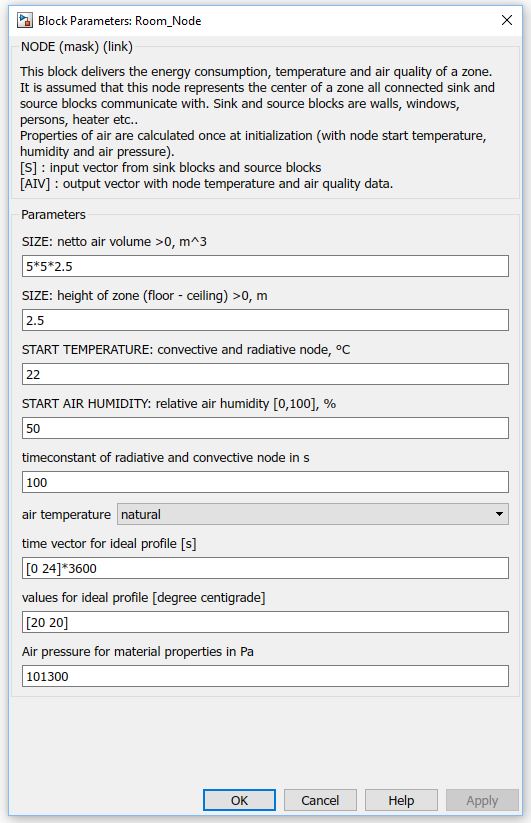 Block Parameters: Room_Node
NODE (mask) (link)
This block delivers the energy consumption, temperature and air quality of a zone.
It is assumed that this node represents the center of a zone all connected sink and
source blocks communicate with. Sink and source blocks are walls, windows,
persons, heater etc..
Properties of air are calculated once at initialization (with node start temperature,
humidity and air pressure).
[S] : input vector from sink blocks and source blocks
[AIV] : output vector with node temperature and air quality data.
Parameters
SIZE: netto air volume >0, m^3
5*5*2.5
SIZE: height of zone (floor - ceiling) >0, m
2.5
START TEMPERATURE: convective and radiative node, °C
22
START AIR HUMIDITY: relative air humidity [0,100], %
50
timeconstant of radiative and convective node in s
100
air temperature natural
time vector for ideal profile [s]
[0 24]*3600
values for ideal profile [degree centigrade]
[20 20]
Air pressure for material properties in Pa
101300
OK Cancel Help Apply